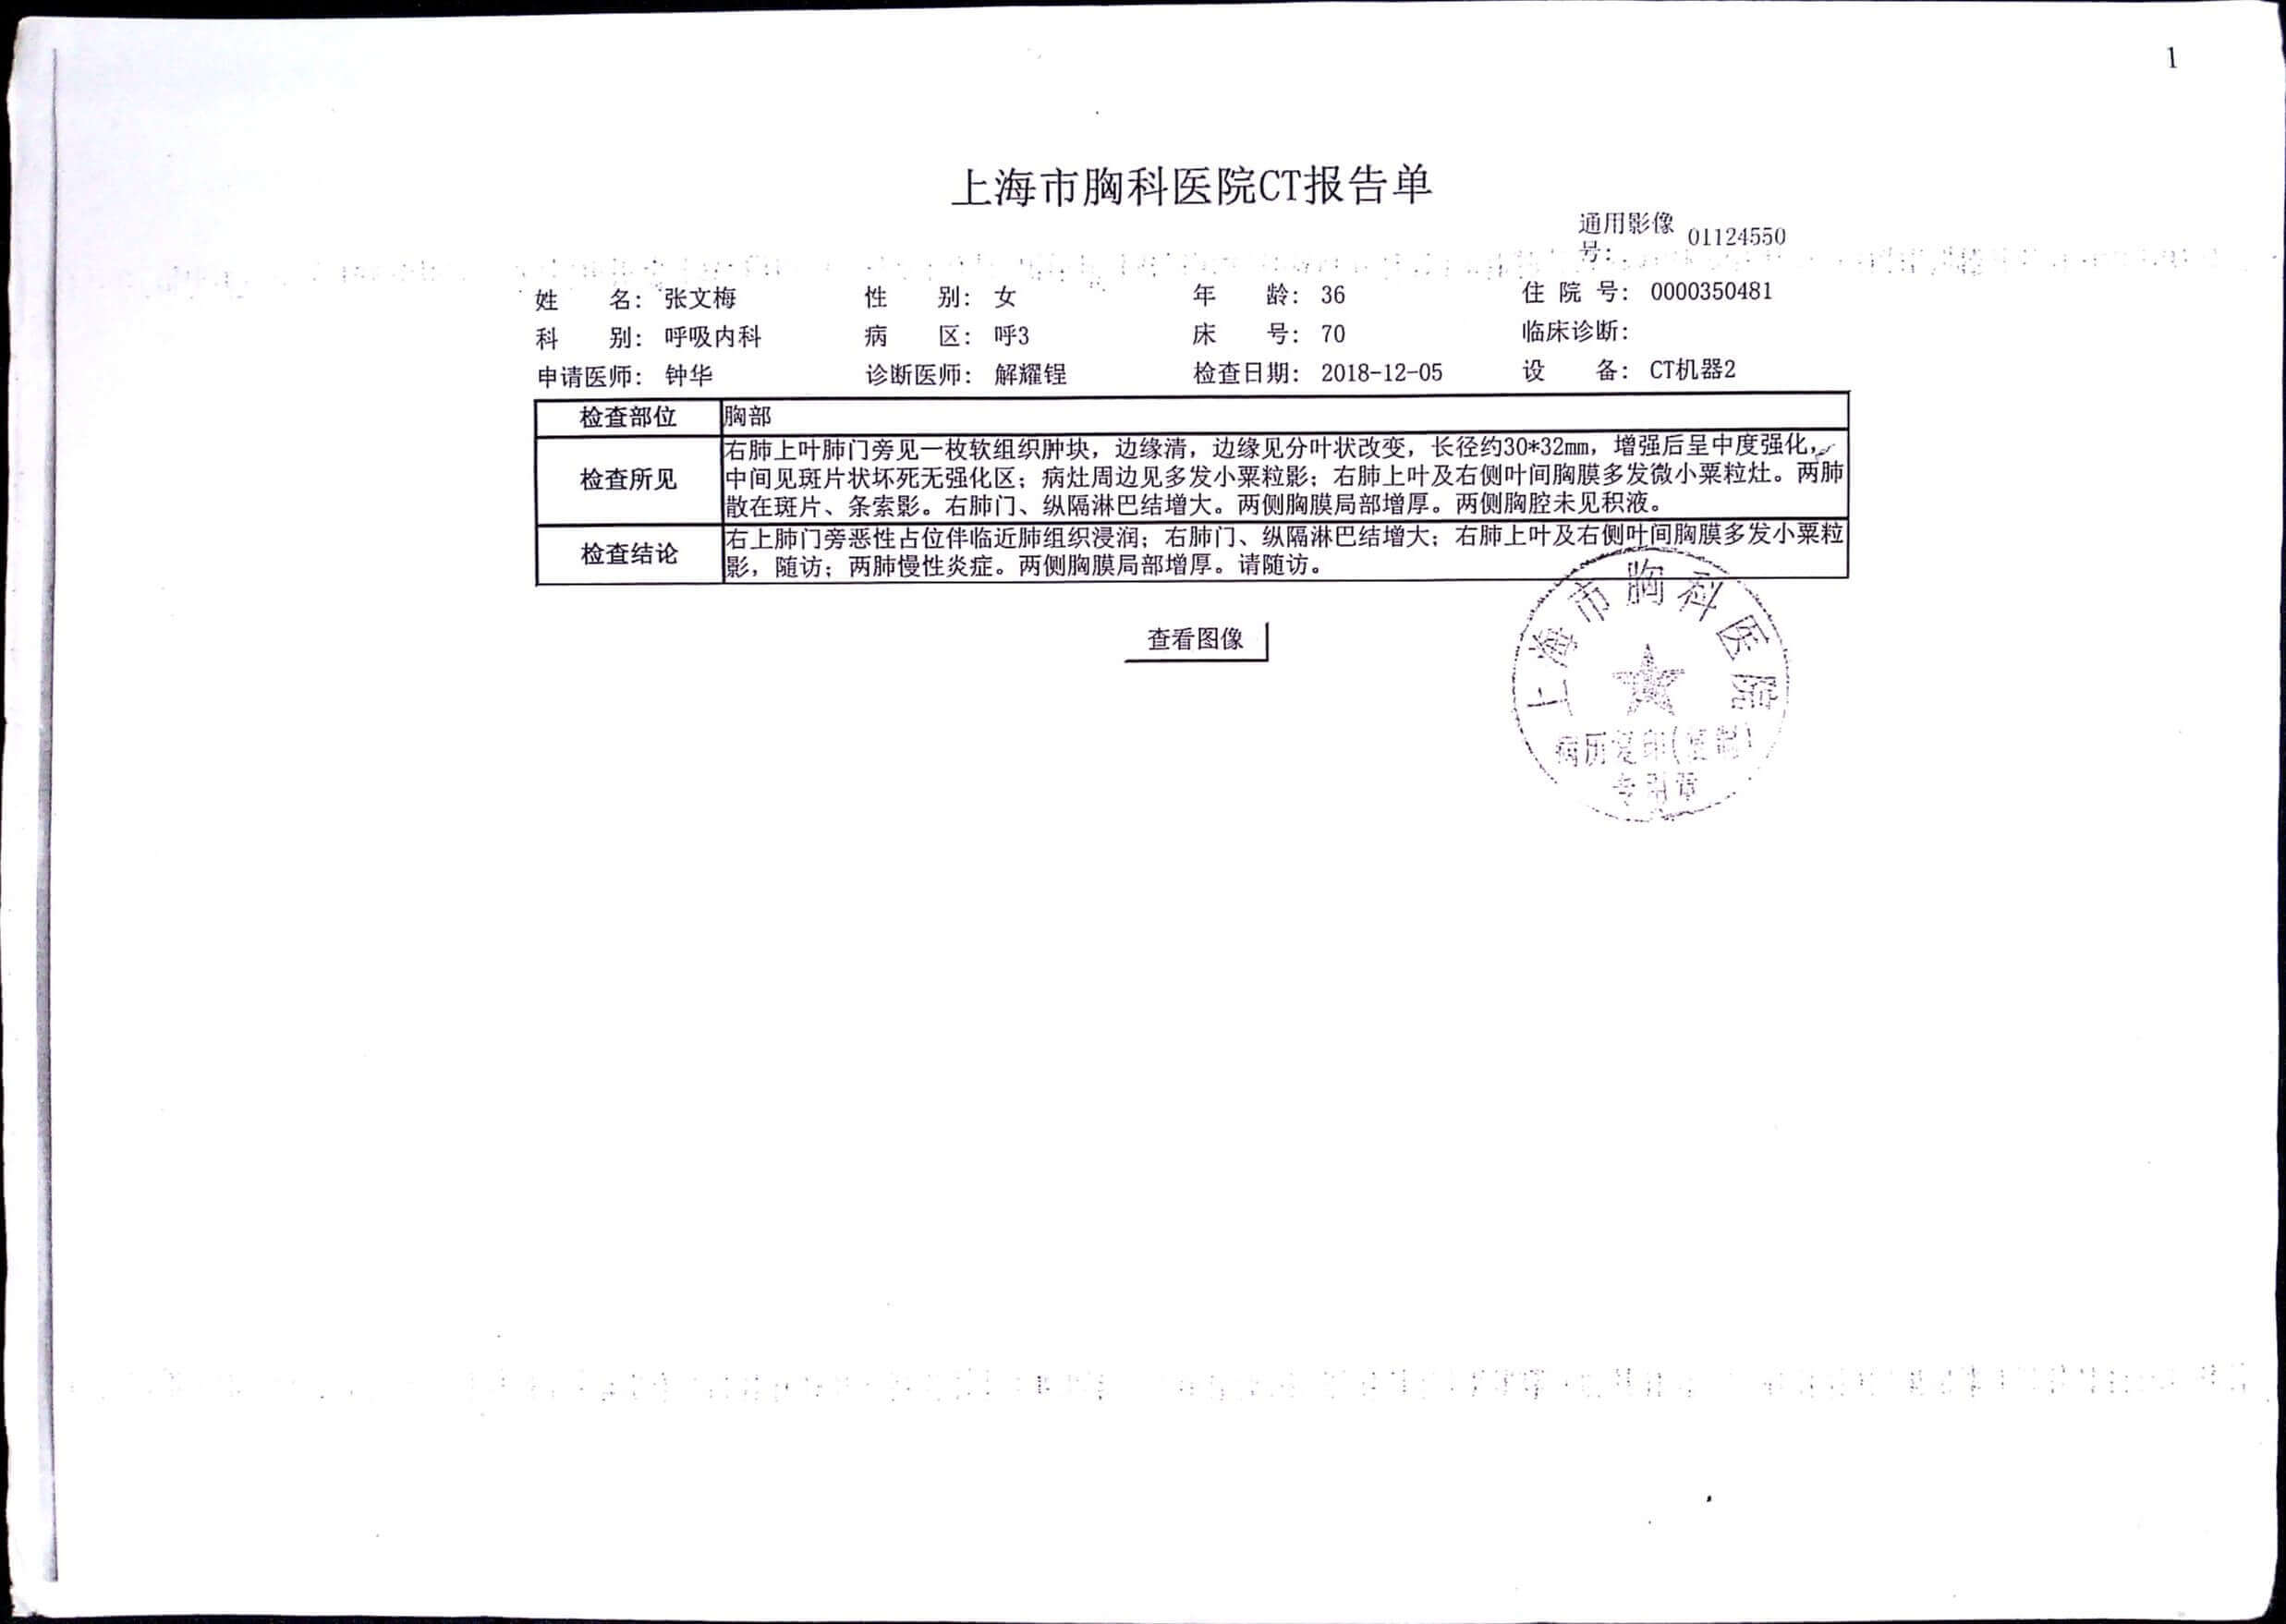 1
上海市胸科医院CT报告单
通用影像号: 01124550
姓 名: 张文梅 性 别: 女 年 龄: 36 住 院 号: 0000350481
科 别: 呼吸内科 病 区: 呼3 床 号: 70 临床诊断:
申请医师: 钟华 诊断医师: 解耀锃 检查日期: 2018-12-05 设 备: CT机器2
检查部位 胸部
检查所见 右肺上叶肺门旁见一枚软组织肿块，边缘清，边缘见分叶状改变，长径约30*32mm，增强后呈中度强化，
中间见斑片状坏死无强化区；病灶周边见多发小粟粒影；右肺上叶及右侧叶间胸膜多发微小粟粒灶。两肺
散在斑片、条索影。右肺门、纵隔淋巴结增大。两侧胸膜局部增厚。两侧胸腔未见积液。
检查结论 右上肺门旁恶性占位伴临近肺组织浸润；右肺门、纵隔淋巴结增大；右肺上叶及右侧叶间胸膜多发小粟粒
影，随访；两肺慢性炎症。两侧胸膜局部增厚。请随访。
查看图像
上海市胸科医院
病历复印(复制)
专用章